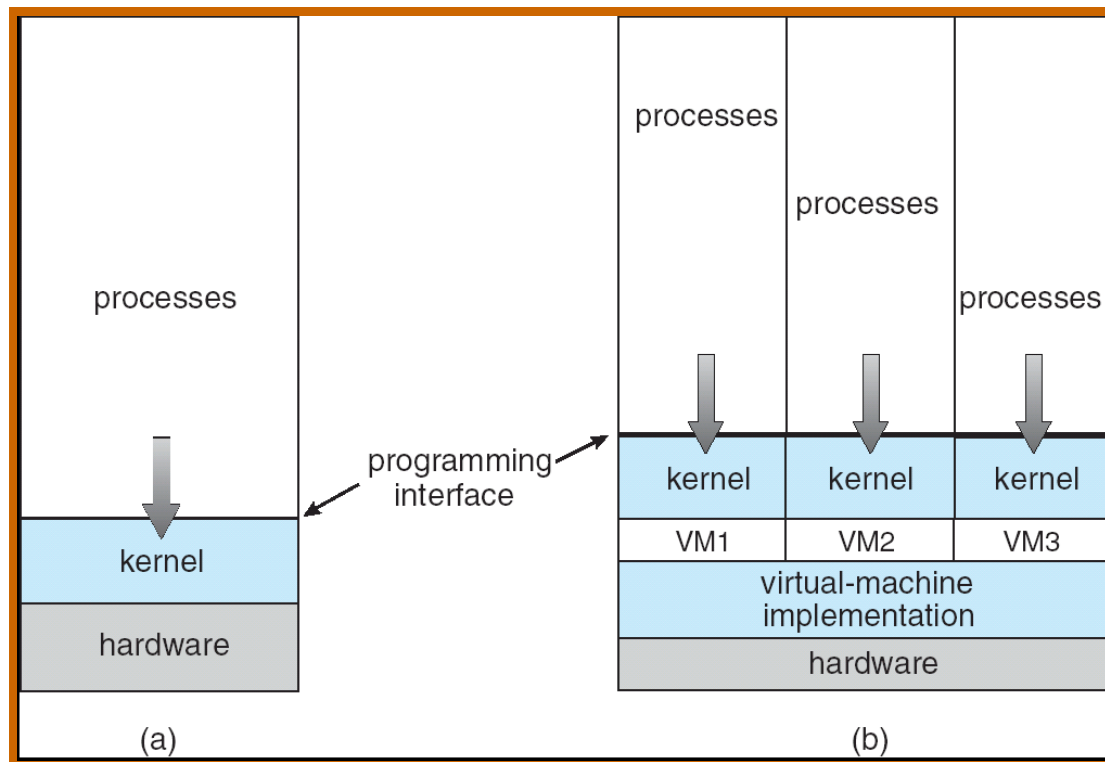 processes
kernel
hardware
(a)
programming
interface
processes
processes
processes
kernel
kernel
kernel
VM1
VM2
VM3
virtual-machine
implementation
hardware
(b)